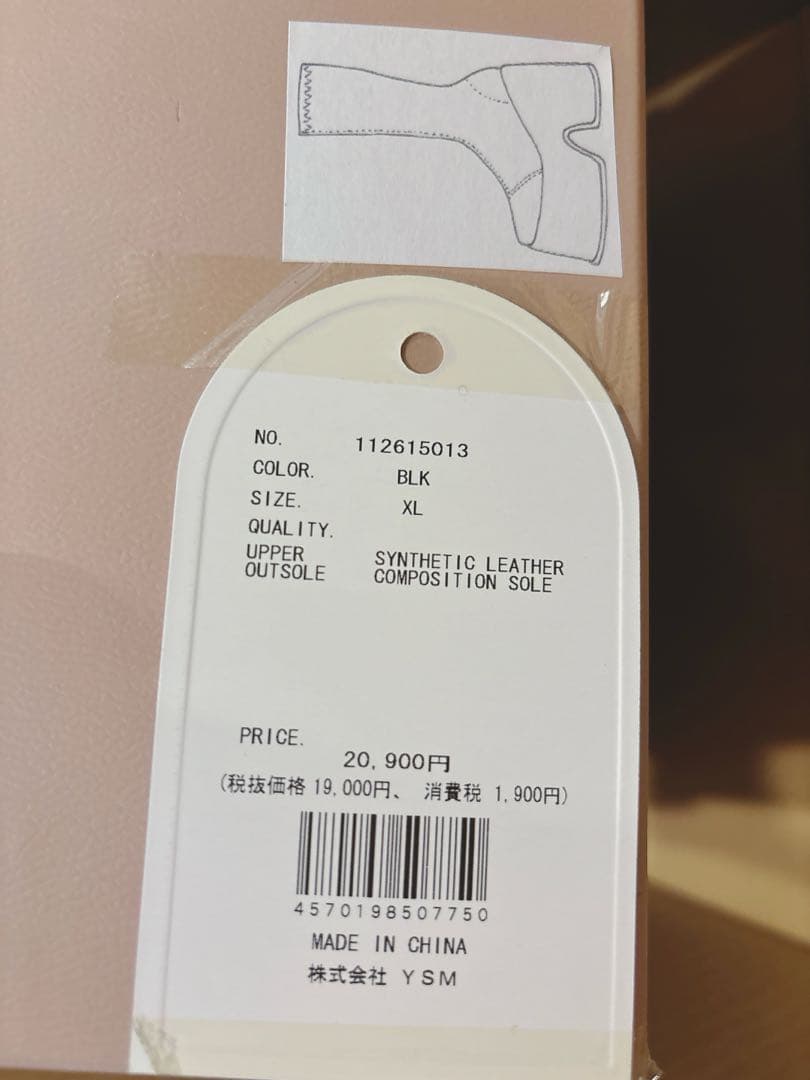 NO. 112615013
COLOR. BLK
SIZE. XL
QUALITY.
UPPER SYNTHETIC LEATHER
OUTSOLE COMPOSITION SOLE
PRICE.
20,900円
(税抜価格 19,000円、 消費税 1,900円)
4570198507750
MADE IN CHINA
株式会社 YSM